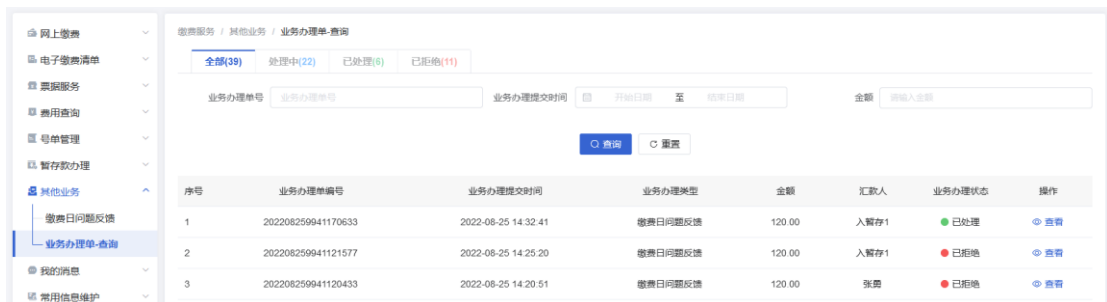 网上缴费
电子缴费清单
票据服务
费用查询
号单管理
暂存款办理
其他业务
缴费日问题反馈
业务办理单-查询
我的消息
常用信息维护
缴费服务 / 其他业务 / 业务办理单-查询
全部(39) 处理中(22) 已处理(6) 已拒绝(11)
业务办理单号 业务办理单号 业务办理提交时间 开始日期 至 结束日期 金额 请输入金额
查询 重置
序号 业务办理单编号 业务办理提交时间 业务办理类型 金额 汇款人 业务办理状态 操作
1 202208259941170633 2022-08-25 14:32:41 缴费日问题反馈 120.00 入暂存1 已处理 查看
2 202208259941121577 2022-08-25 14:25:20 缴费日问题反馈 120.00 入暂存1 已拒绝 查看
3 202208259941120433 2022-08-25 14:20:51 缴费日问题反馈 120.00 张勇 已拒绝 查看